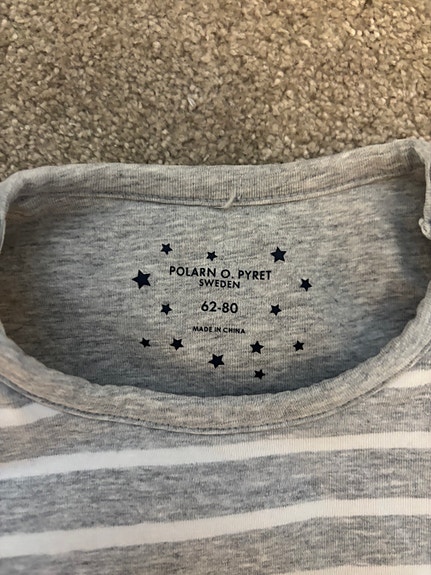 POLARN O. PYRET
SWEDEN
62-80
MADE IN CHINA